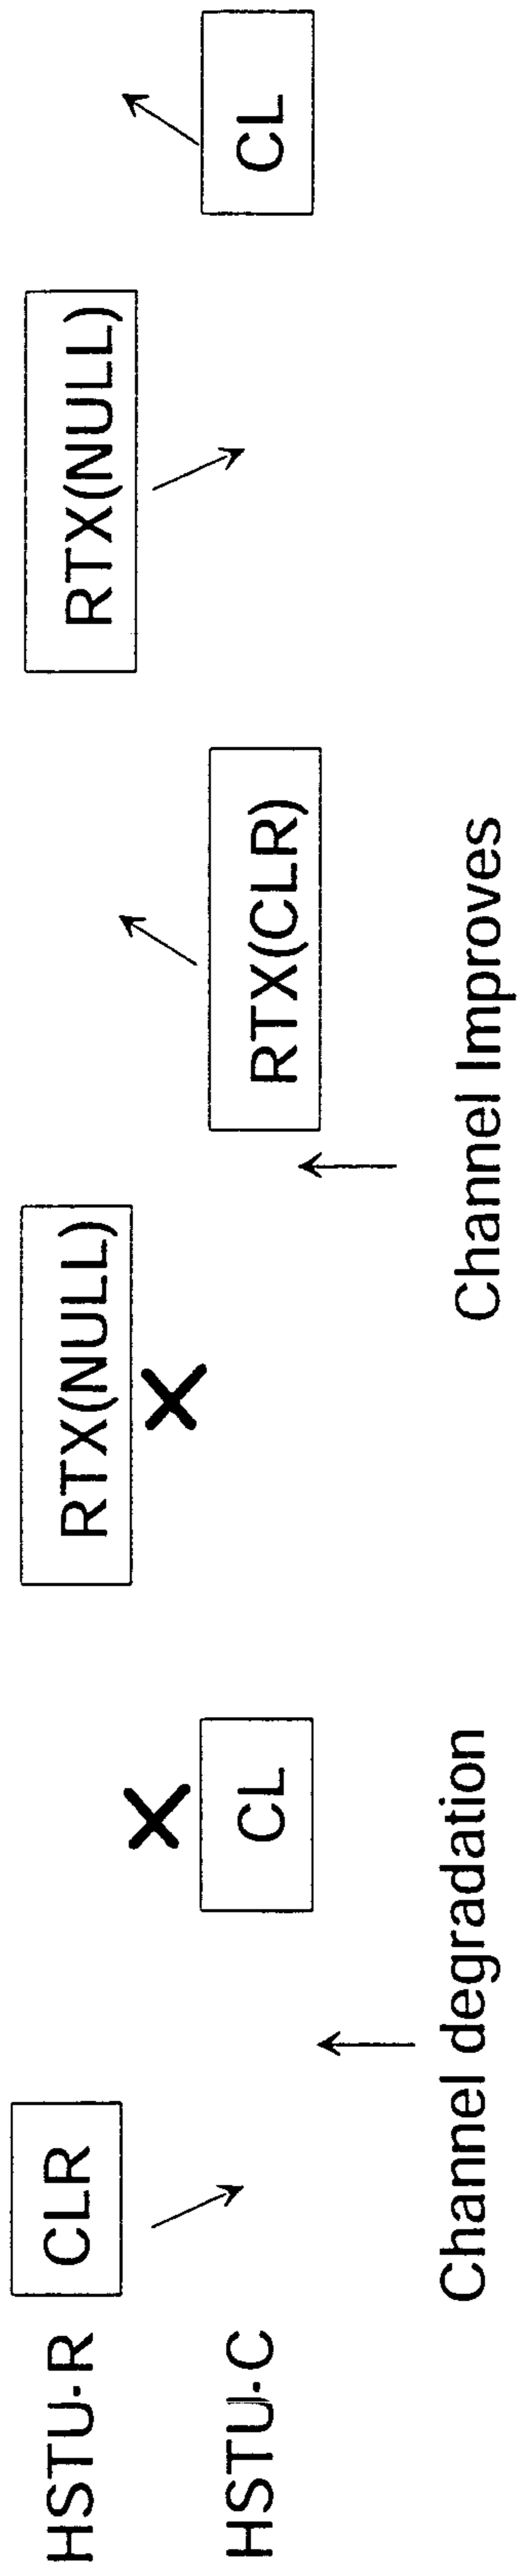 HSTU-R CLR RTX(NULL) RTX(NULL)
HSTU-C CL RTX(CLR) CL
Channel degradation Channel Improves